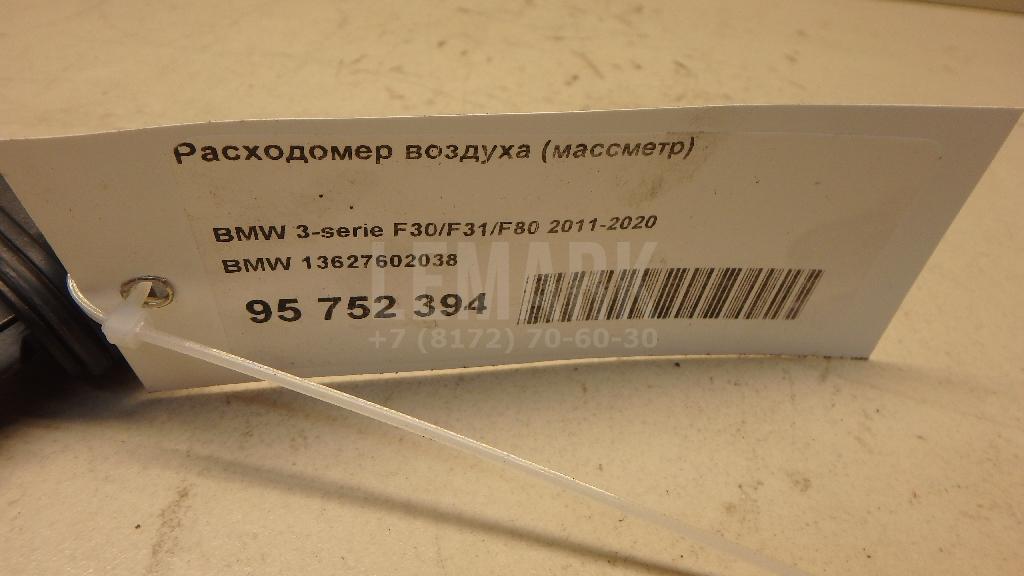 Расходомер воздуха (массметр)
BMW 3-serie F30/F31/F80 2011-2020
BMW 13627602038
95 752 394
LEMARK
+7 (8172) 70-60-30